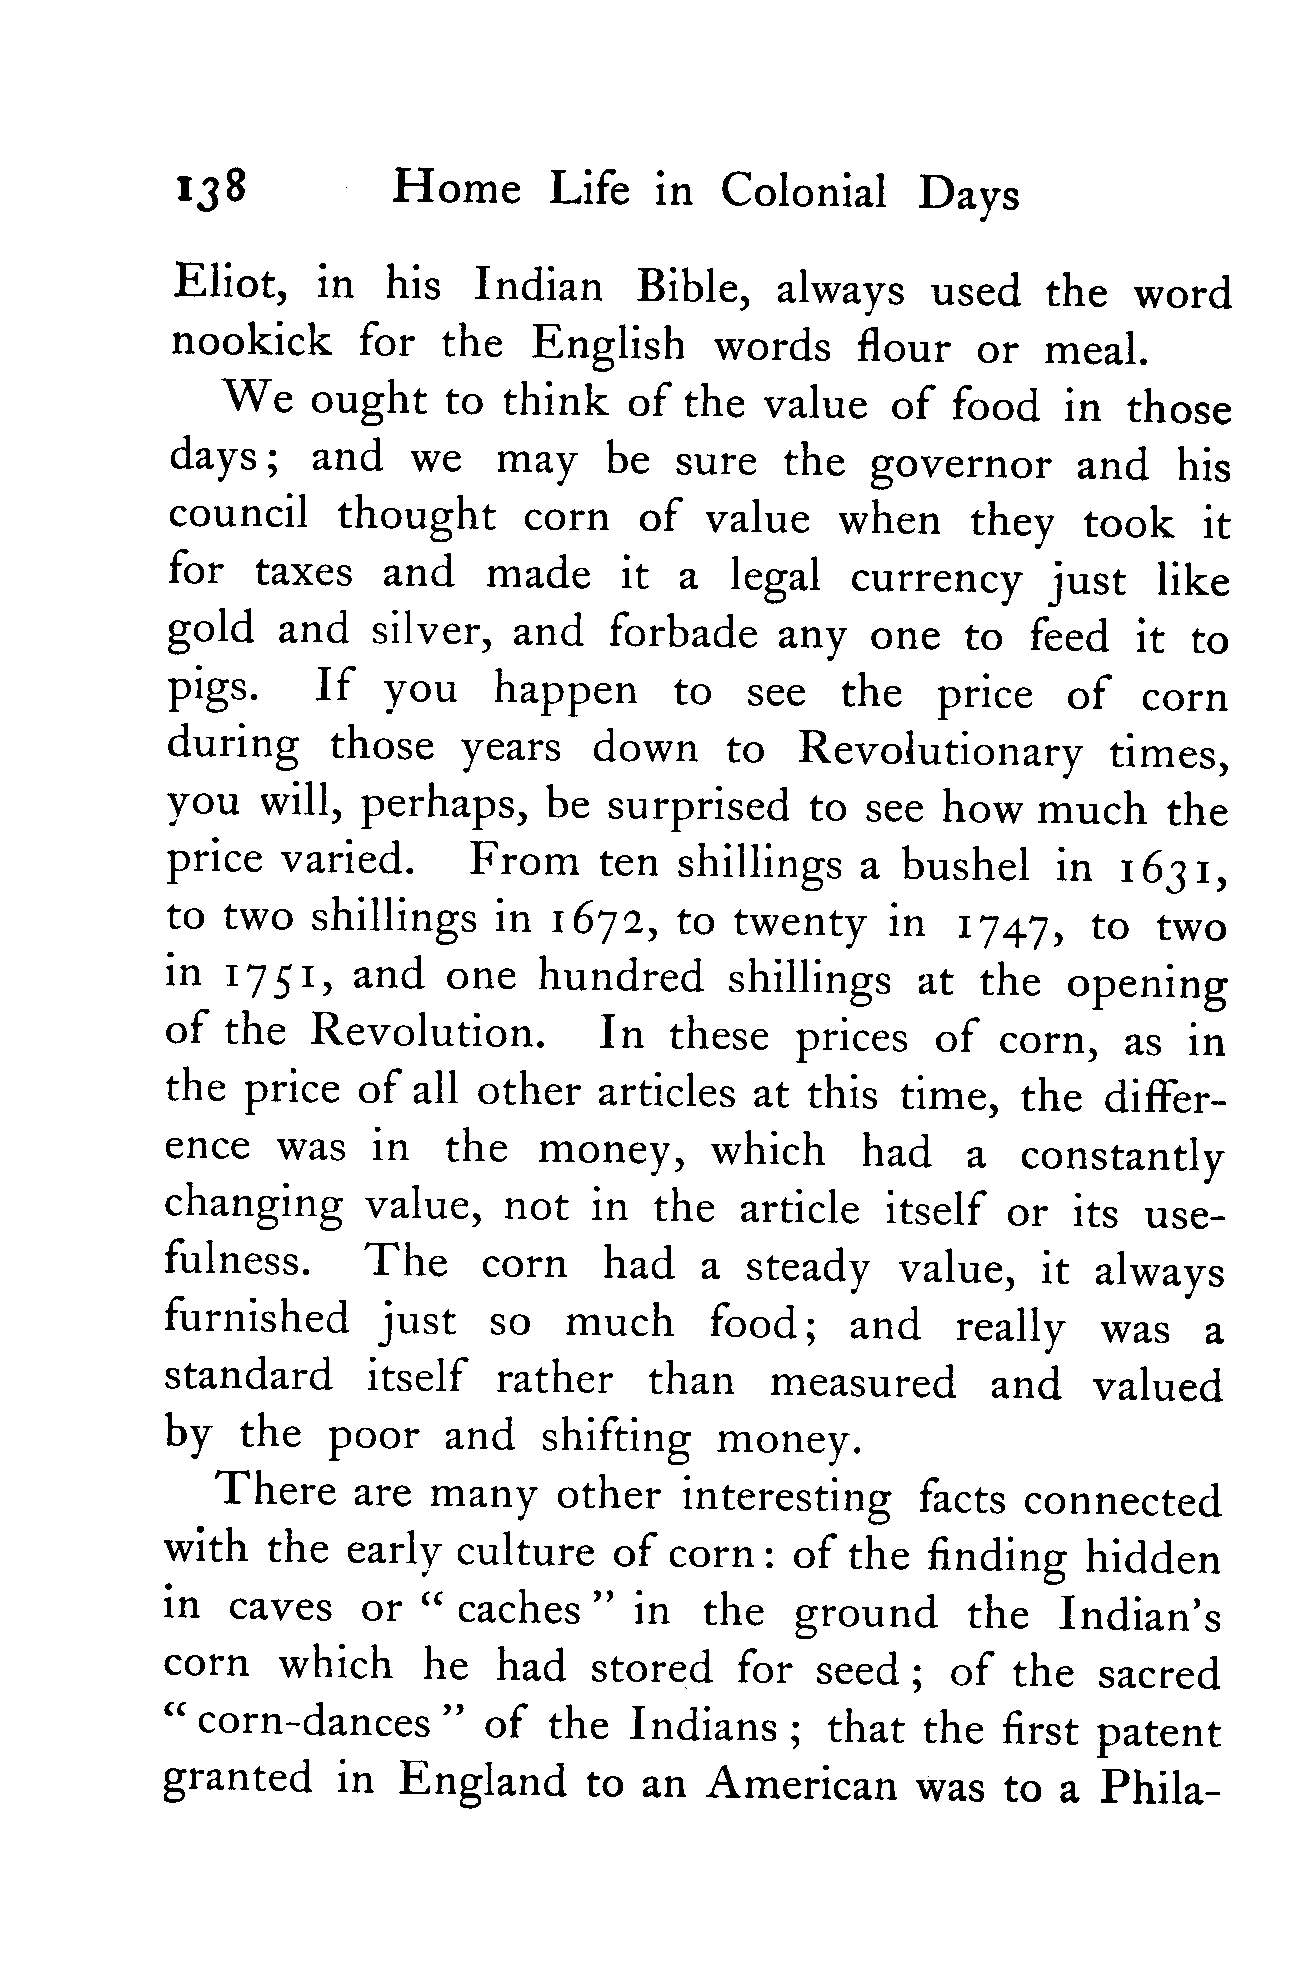 138 Home Life in Colonial Days
Eliot, in his Indian Bible, always used the word
nookick for the English words flour or meal.
We ought to think of the value of food in those
days; and we may be sure the governor and his
council thought corn of value when they took it
for taxes and made it a legal currency just like
gold and silver, and forbade any one to feed it to
pigs. If you happen to see the price of corn
during those years down to Revolutionary times,
you will, perhaps, be surprised to see how much the
price varied. From ten shillings a bushel in 1631,
to two shillings in 1672, to twenty in 1747, to two
in 1751, and one hundred shillings at the opening
of the Revolution. In these prices of corn, as in
the price of all other articles at this time, the differ-
ence was in the money, which had a constantly
changing value, not in the article itself or its use-
fulness. The corn had a steady value, it always
furnished just so much food; and really was a
standard itself rather than measured and valued
by the poor and shifting money.
There are many other interesting facts connected
with the early culture of corn: of the finding hidden
in caves or "caches" in the ground the Indian's
corn which he had stored for seed; of the sacred
"corn-dances" of the Indians; that the first patent
granted in England to an American was to a Phila-